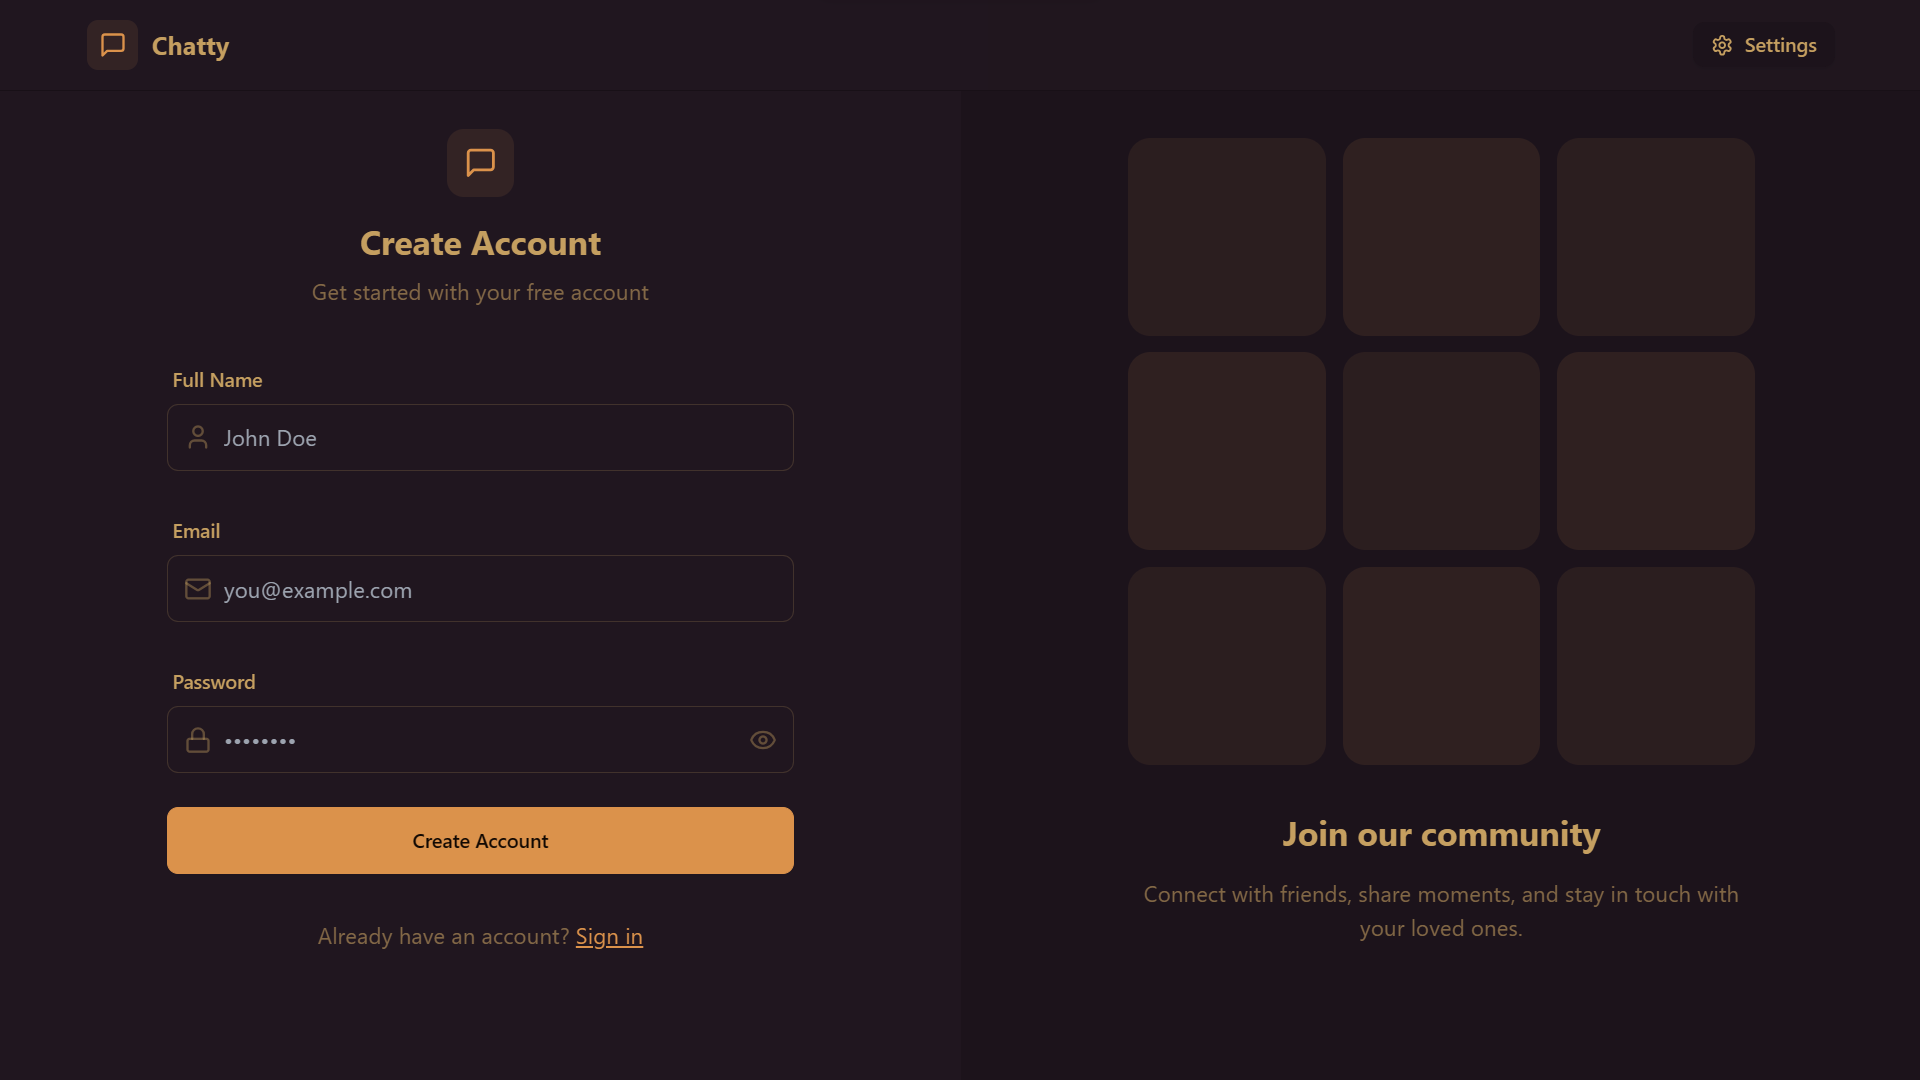 Chatty
Settings
Create Account
Get started with your free account
Full Name
John Doe
Email
you@example.com
Password
••••••••
Create Account
Already have an account? Sign in
Join our community
Connect with friends, share moments, and stay in touch with
your loved ones.